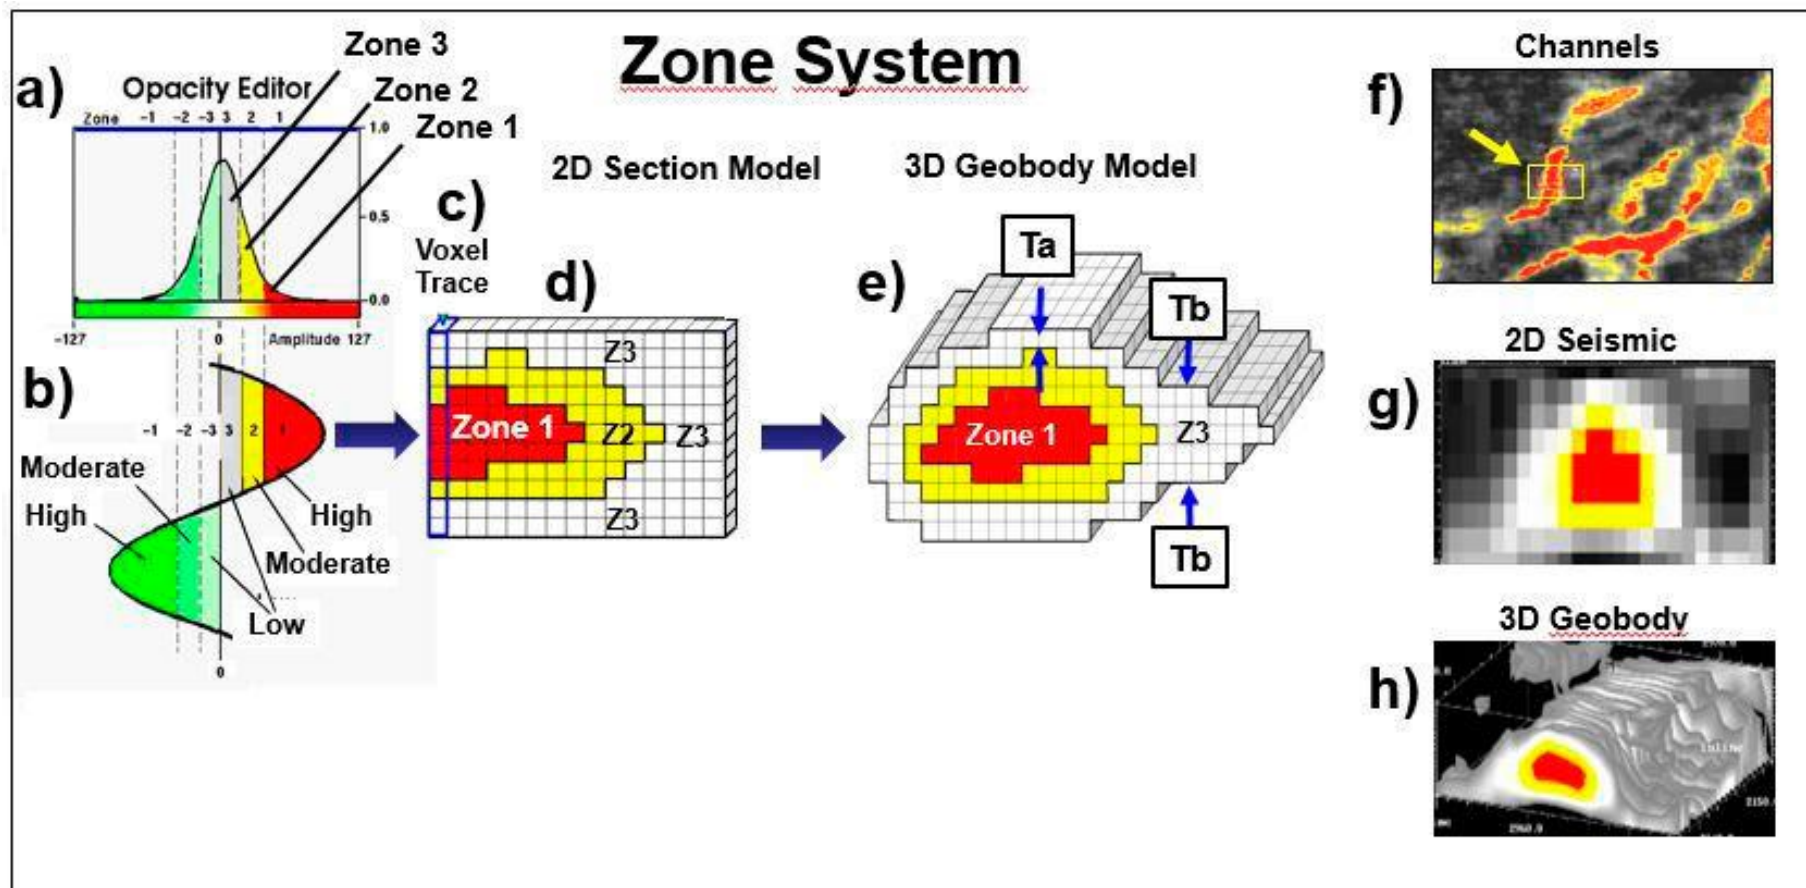 Zone System
a)
Opacity Editor
Zone 3
Zone 2
Zone 1
Zone -1 -2 -3 3 2 1
1.0
0.5
0.0
-127 0 Amplitude 127
b)
-1 -2 -3 3 2 1
Moderate
High
High
Moderate
Low
0
c)
Voxel
Trace
2D Section Model
d)
Z3
Zone 1
Z2
Z3
Z3
3D Geobody Model
e)
Ta
Tb
Zone 1
Z3
Tb
Channels
f)
2D Seismic
g)
3D Geobody
h)
Inline